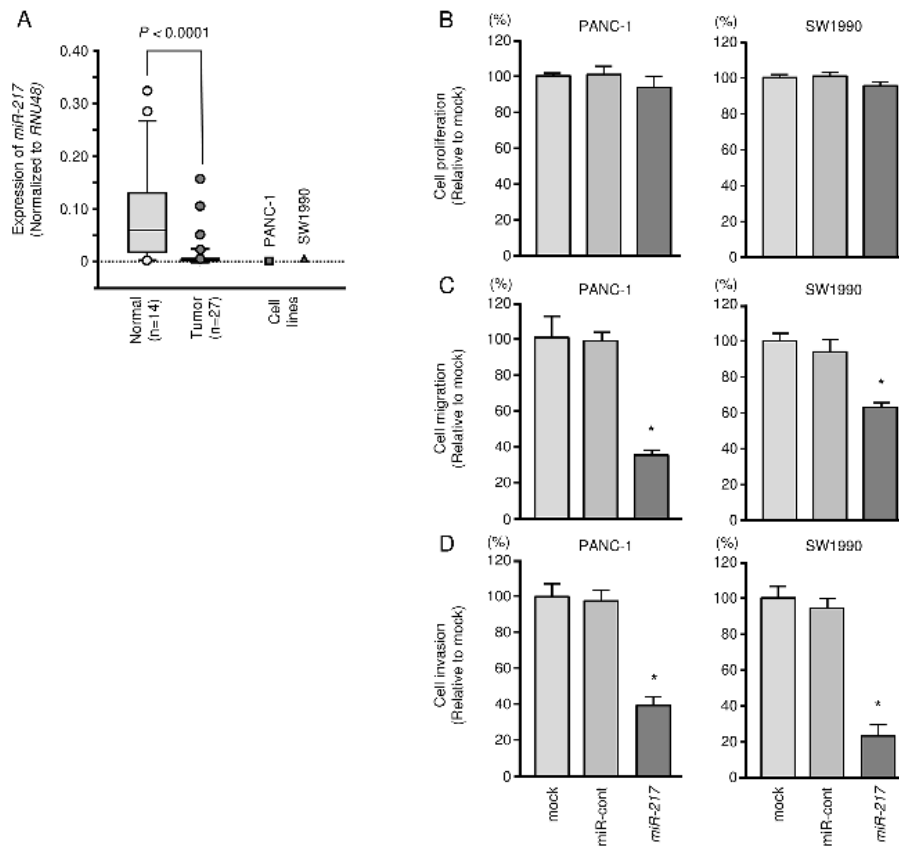 A
P < 0.0001
Expression of miR-217
(Normalized to RNU48)
0.40
0.30
0.20
0.10
0
PANC-1
SW1990
Normal
(n=14)
Tumor
(n=27)
Cell
lines
B
(%)
PANC-1
Cell proliferation
(Relative to mock)
120
100
80
60
40
20
0
(%)
SW1990
120
100
80
60
40
20
0
C
(%)
PANC-1
Cell migration
(Relative to mock)
120
100
80
60
40
20
0
*
(%)
SW1990
120
100
80
60
40
20
0
*
D
(%)
PANC-1
Cell invasion
(Relative to mock)
120
100
80
60
40
20
0
*
mock
miR-cont
miR-217
(%)
SW1990
120
100
80
60
40
20
0
*
mock
miR-cont
miR-217